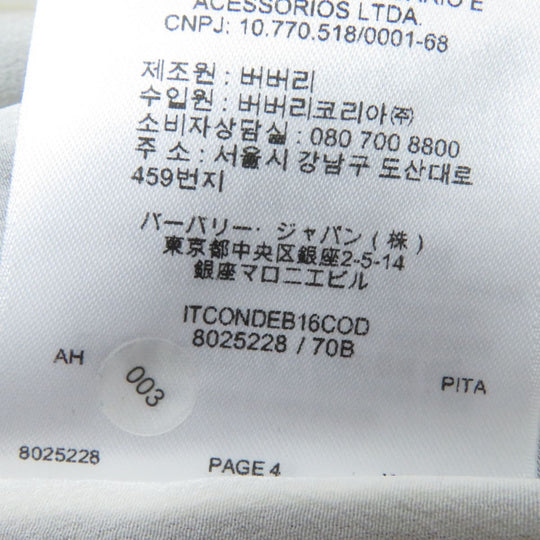 ACESSÓRIOS LTDA.
CNPJ: 10.770.518/0001-68
제조원 : 버버리
수입원 : 버버리코리아㈜
소비자상담실 : 080 700 8800
주 소 : 서울시 강남구 도산대로
459번지
バーバリー・ジャパン(株)
東京都中央区銀座2-5-14
銀座マロニエビル
ITCONDEB16COD
8025228 / 70B
AH
003
PITA
8025228
PAGE 4